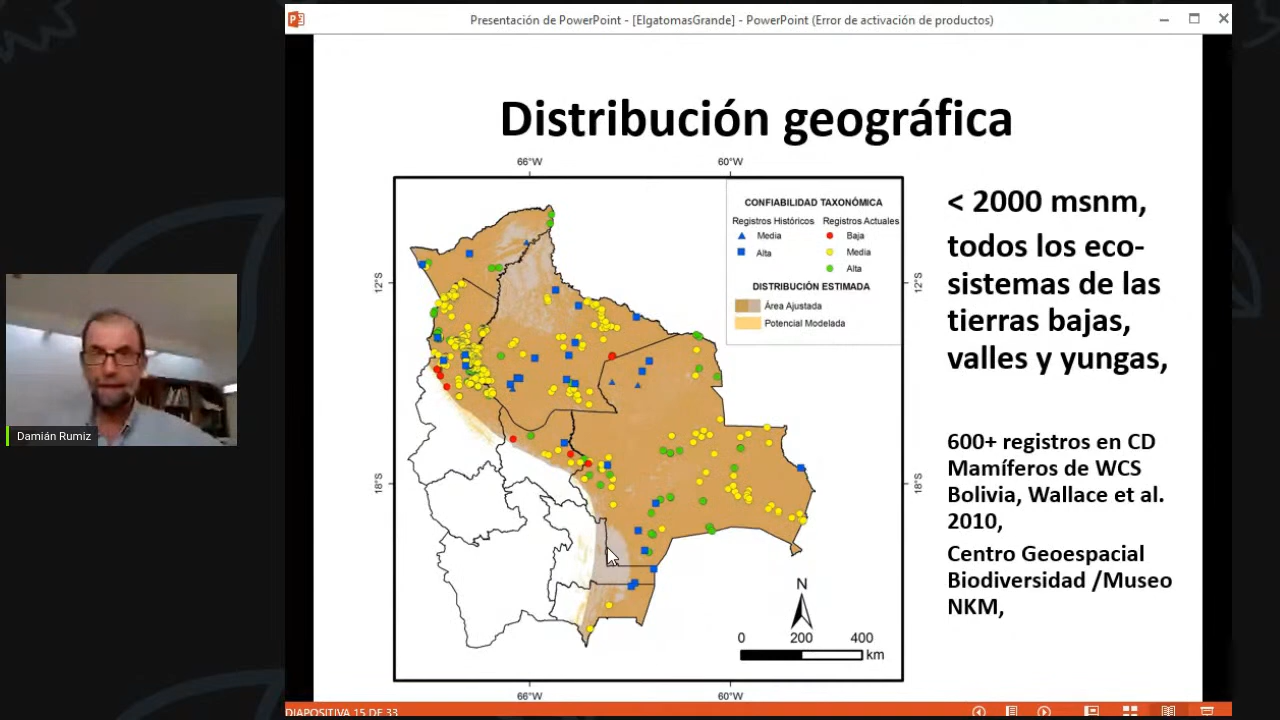 Presentación de PowerPoint - [ElgatomasGrande] - PowerPoint (Error de activación de productos)
Distribución geográfica
66°W
60°W
CONFIABILIDAD TAXONÓMICA
Registros Históricos
Registros Actuales
Media
Baja
Alta
Media
Alta
DISTRIBUCIÓN ESTIMADA
Área Ajustada
Potencial Modelada
12°S
12°S
18°S
18°S
N
0
200
400
km
66°W
60°W
< 2000 msnm,
todos los eco-
sistemas de las
tierras bajas,
valles y yungas,
600+ registros en CD
Mamíferos de WCS
Bolivia, Wallace et al.
2010,
Centro Geoespacial
Biodiversidad /Museo
NKM,
Damián Rumiz
DIAPOSITIVA 15 DE 33